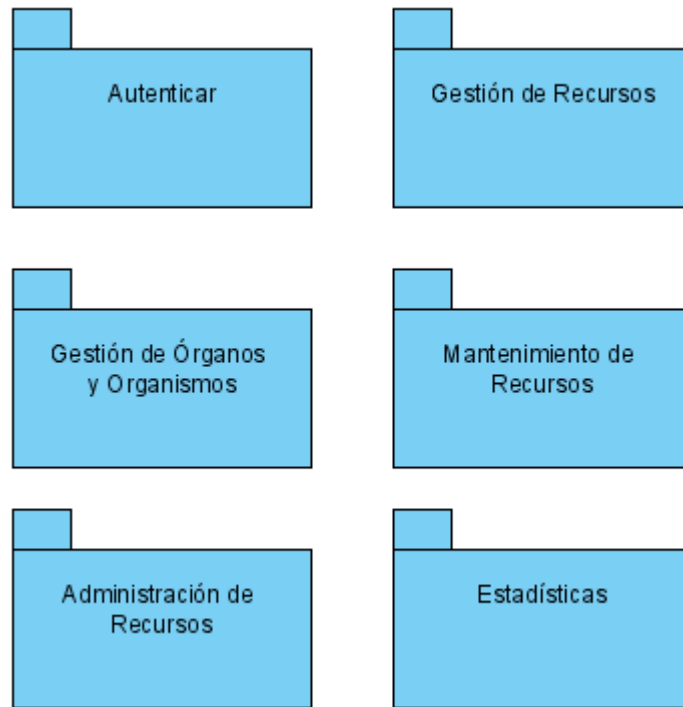 Autenticar
Gestión de Recursos
Gestión de Órganos
y Organismos
Mantenimiento de
Recursos
Administración de
Recursos
Estadísticas